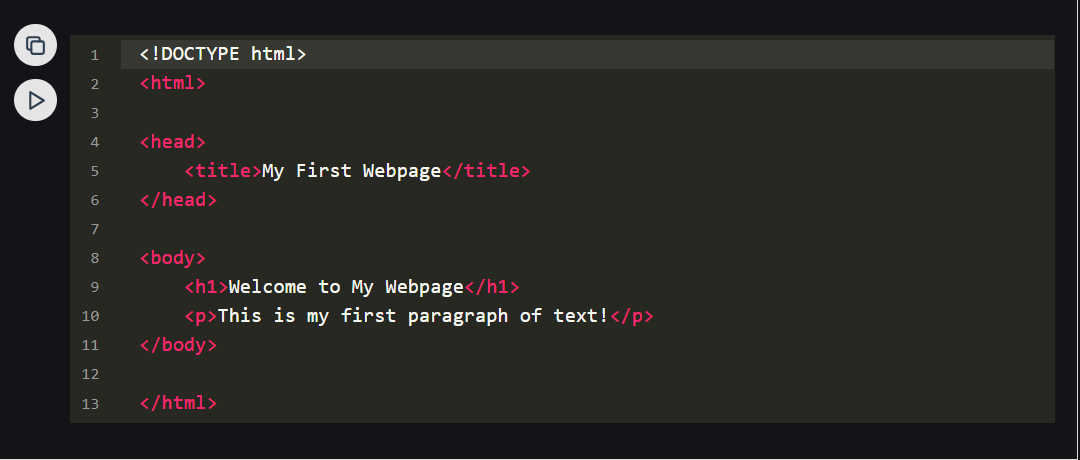 1 <!DOCTYPE html>
2 <html>
3
4 <head>
5     <title>My First Webpage</title>
6 </head>
7
8 <body>
9     <h1>Welcome to My Webpage</h1>
10     <p>This is my first paragraph of text!</p>
11 </body>
12
13 </html>